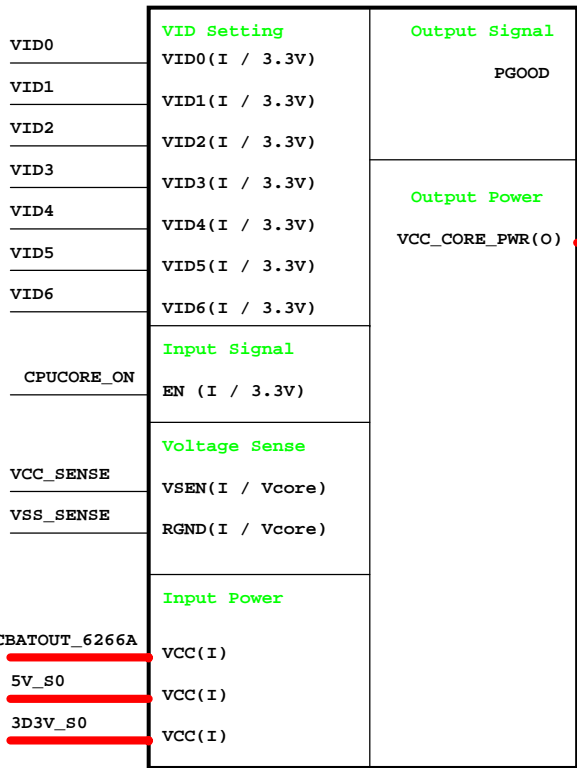 VID Setting
VID0
VID0(I / 3.3V)
VID1
VID1(I / 3.3V)
VID2
VID2(I / 3.3V)
VID3
VID3(I / 3.3V)
VID4
VID4(I / 3.3V)
VID5
VID5(I / 3.3V)
VID6
VID6(I / 3.3V)
Input Signal
CPUCORE_ON
EN (I / 3.3V)
Voltage Sense
VCC_SENSE
VSEN(I / Vcore)
VSS_SENSE
RGND(I / Vcore)
Input Power
CBATOUT_6266A
VCC(I)
5V_S0
VCC(I)
3D3V_S0
VCC(I)
Output Signal
PGOOD
Output Power
VCC_CORE_PWR(O)